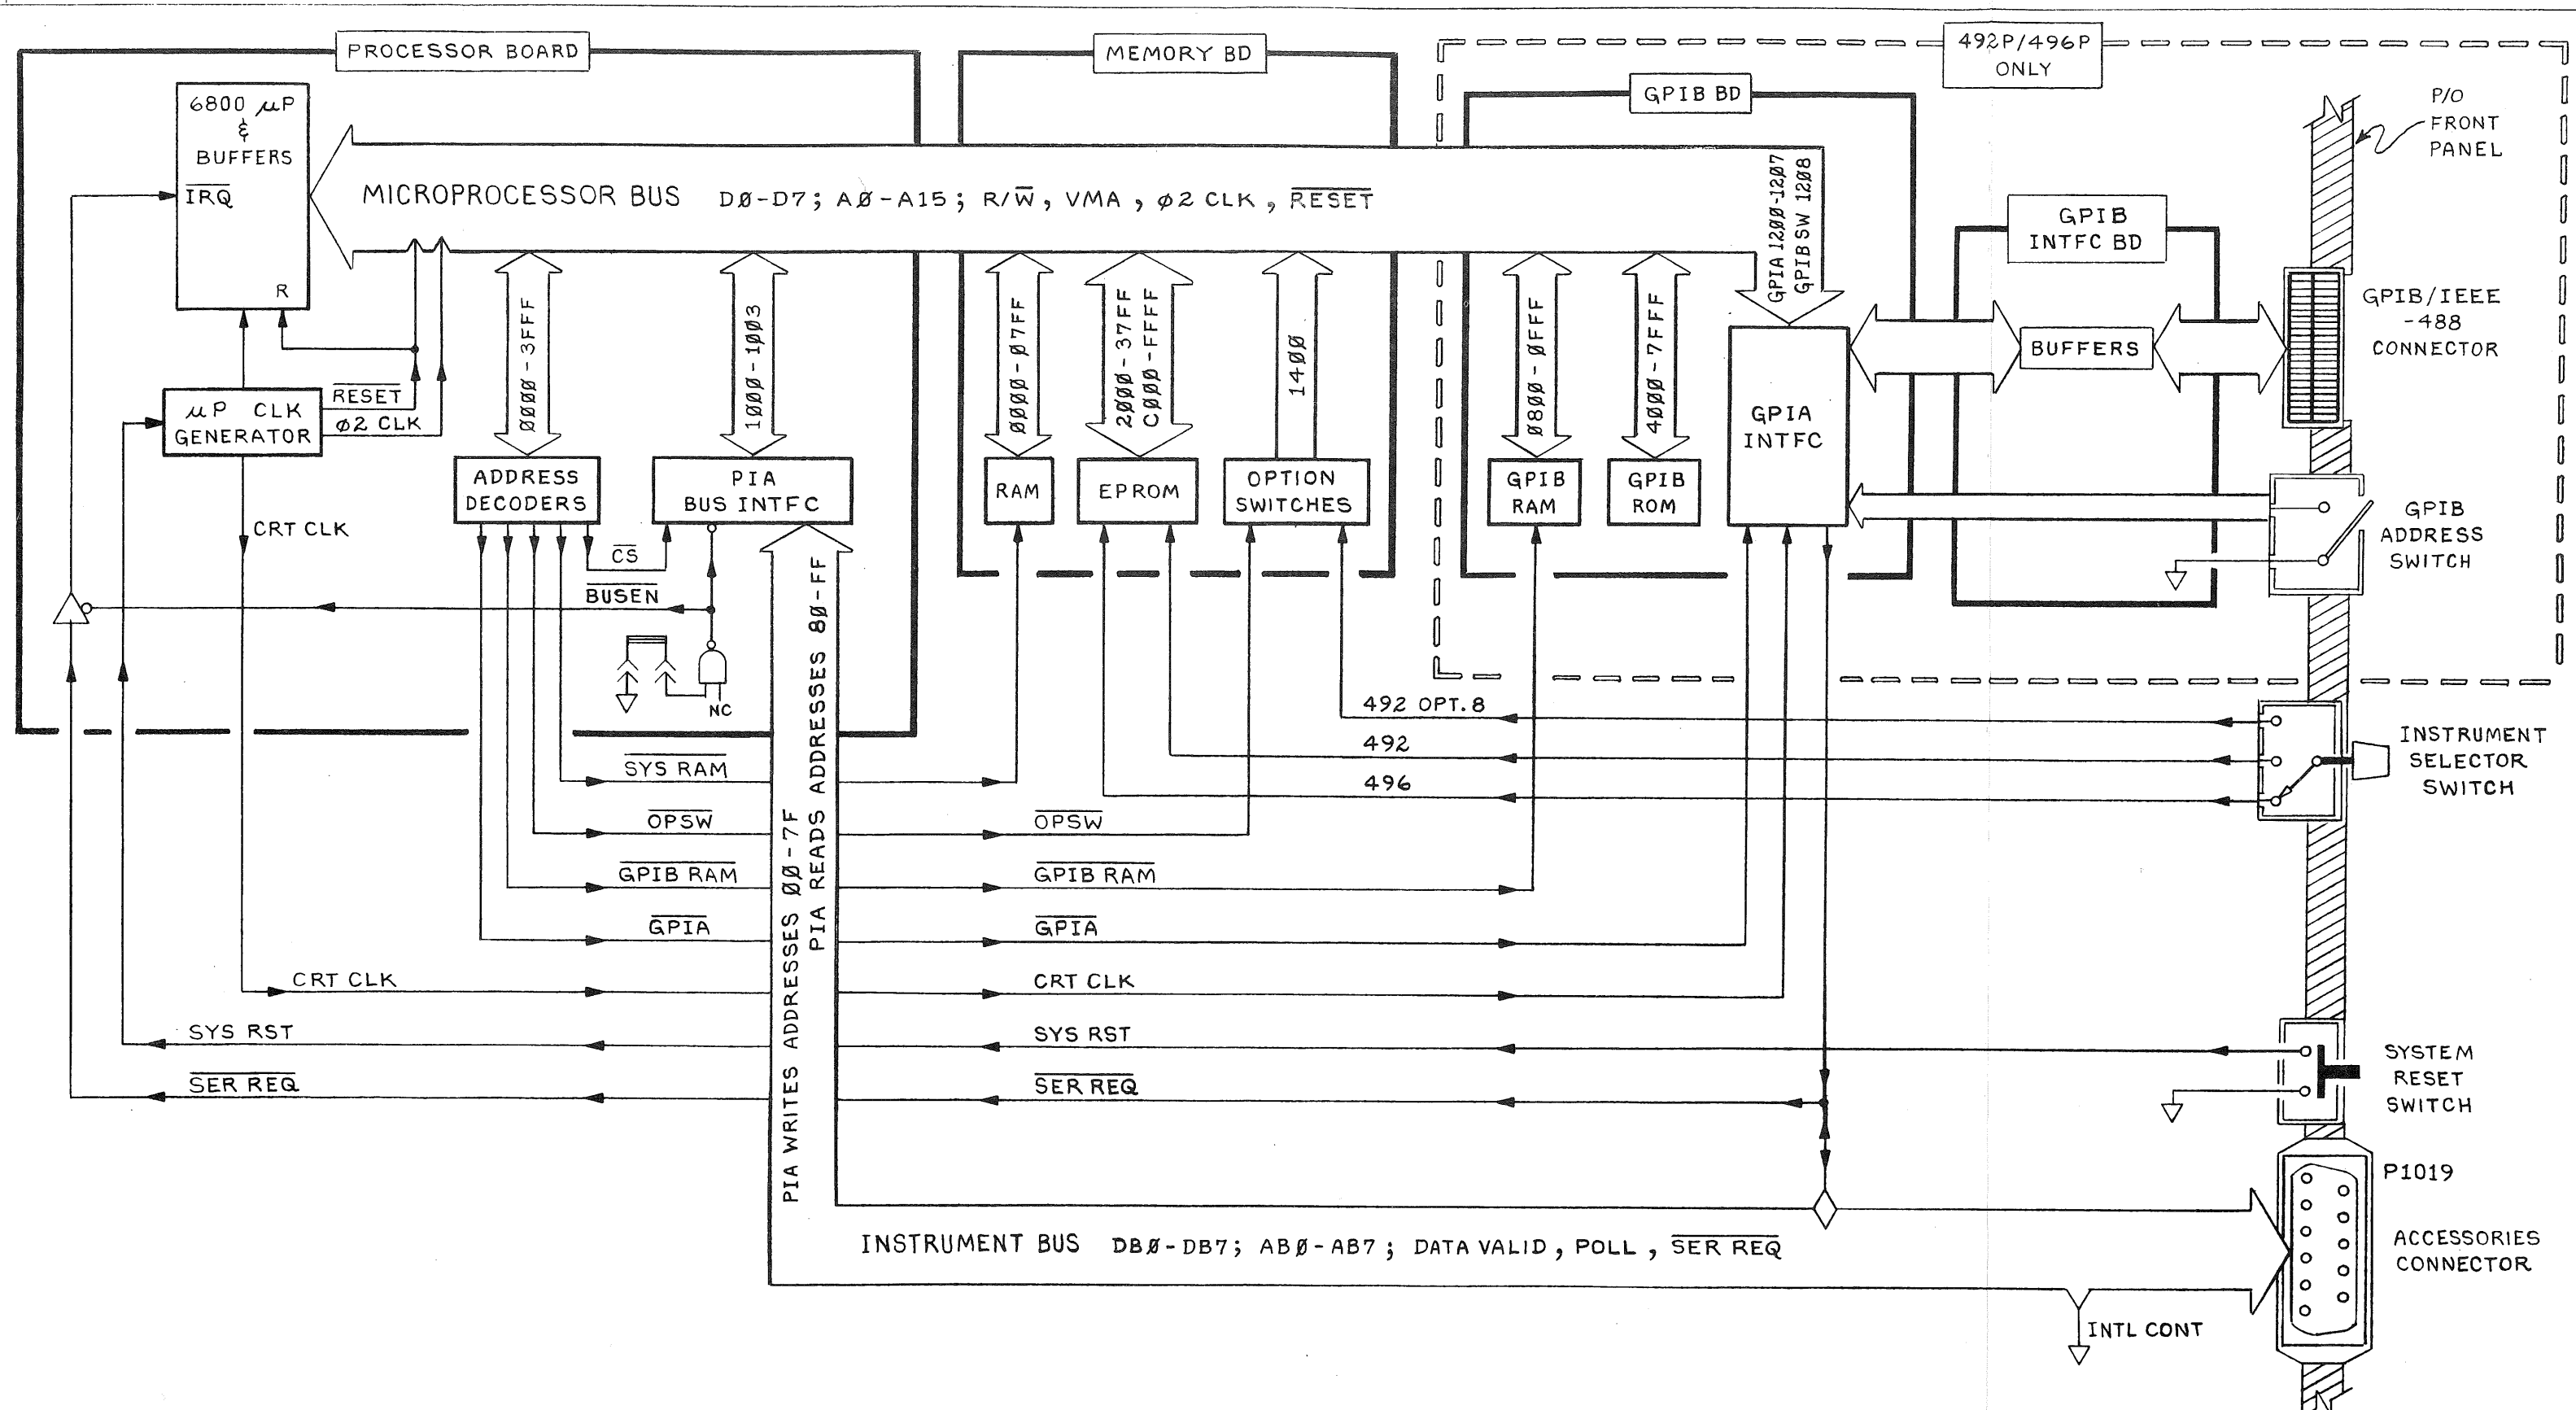 PROCESSOR BOARD
MEMORY BD
492P/496P
ONLY
GPIB BD
P/O
FRONT
PANEL
6800 µP
&
BUFFERS
IRQ
R
MICROPROCESSOR BUS DØ-D7; AØ-A15; R/W, VMA, φ2 CLK, RESET
GPIA 1200-1207
GPIBSW 1208
GPIB
INTFC BD
ØØØØ-3FFF
1ØØØ-1ØØ3
ØØØØ-Ø7FF
2ØØØ-37FF
CØØØ-FFFF
14ØØ
Ø8ØØ-ØFFF
4ØØØ-7FFF
GPIB/IEEE
-488
CONNECTOR
BUFFERS
µP CLK
GENERATOR
RESET
φ2 CLK
GPIA
INTFC
ADDRESS
DECODERS
PIA
BUS INTFC
RAM
EPROM
OPTION
SWITCHES
GPIB
RAM
GPIB
ROM
GPIB
ADDRESS
SWITCH
CRT CLK
CS
BUSEN
NC
492 OPT. 8
492
496
INSTRUMENT
SELECTOR
SWITCH
SYS RAM
OPSW
OPSW
GPIB RAM
GPIB RAM
GPIA
GPIA
CRT CLK
CRT CLK
SYS RST
SYS RST
SER REQ
SER REQ
PIA WRITES ADDRESSES ØØ-7F
PIA READS ADDRESSES 8Ø-FF
SYSTEM
RESET
SWITCH
P1019
ACCESSORIES
CONNECTOR
INSTRUMENT BUS DBØ-DB7; ABØ-AB7; DATA VALID, POLL, SER REQ
INTL CONT